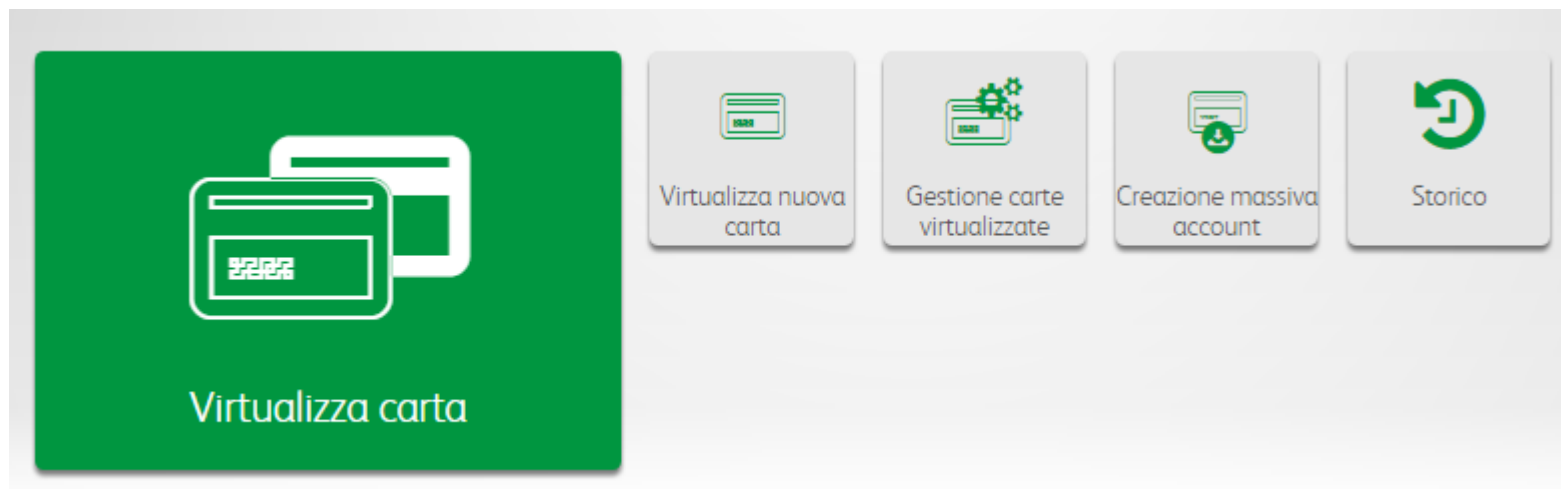 Virtualizza carta
Virtualizza nuova
carta
Gestione carte
virtualizzate
Creazione massiva
account
Storico